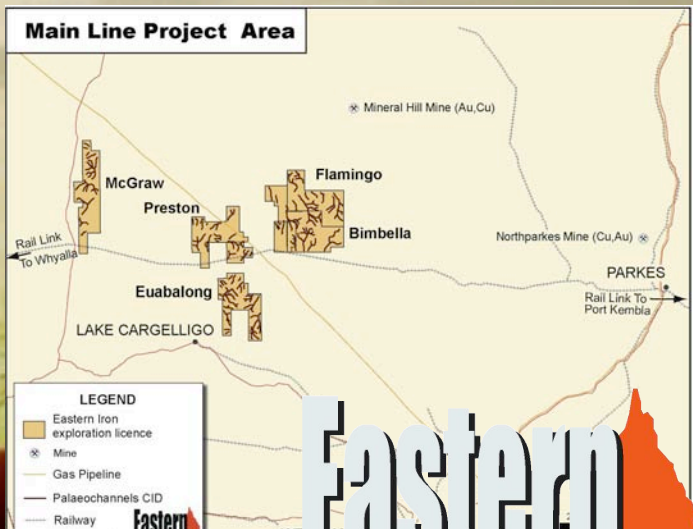 Main Line Project Area
Mineral Hill Mine (Au,Cu)
McGraw
Flamingo
Preston
Bimbella
Northparkes Mine (Cu,Au)
Rail Link
To Whyalla
PARKES
Rail Link To
Port Kembla
Euabalong
LAKE CARGELLIGO
LEGEND
Eastern Iron
exploration licence
Mine
Gas Pipeline
Palaeochannels CID
Railway
Eastern
Eastern